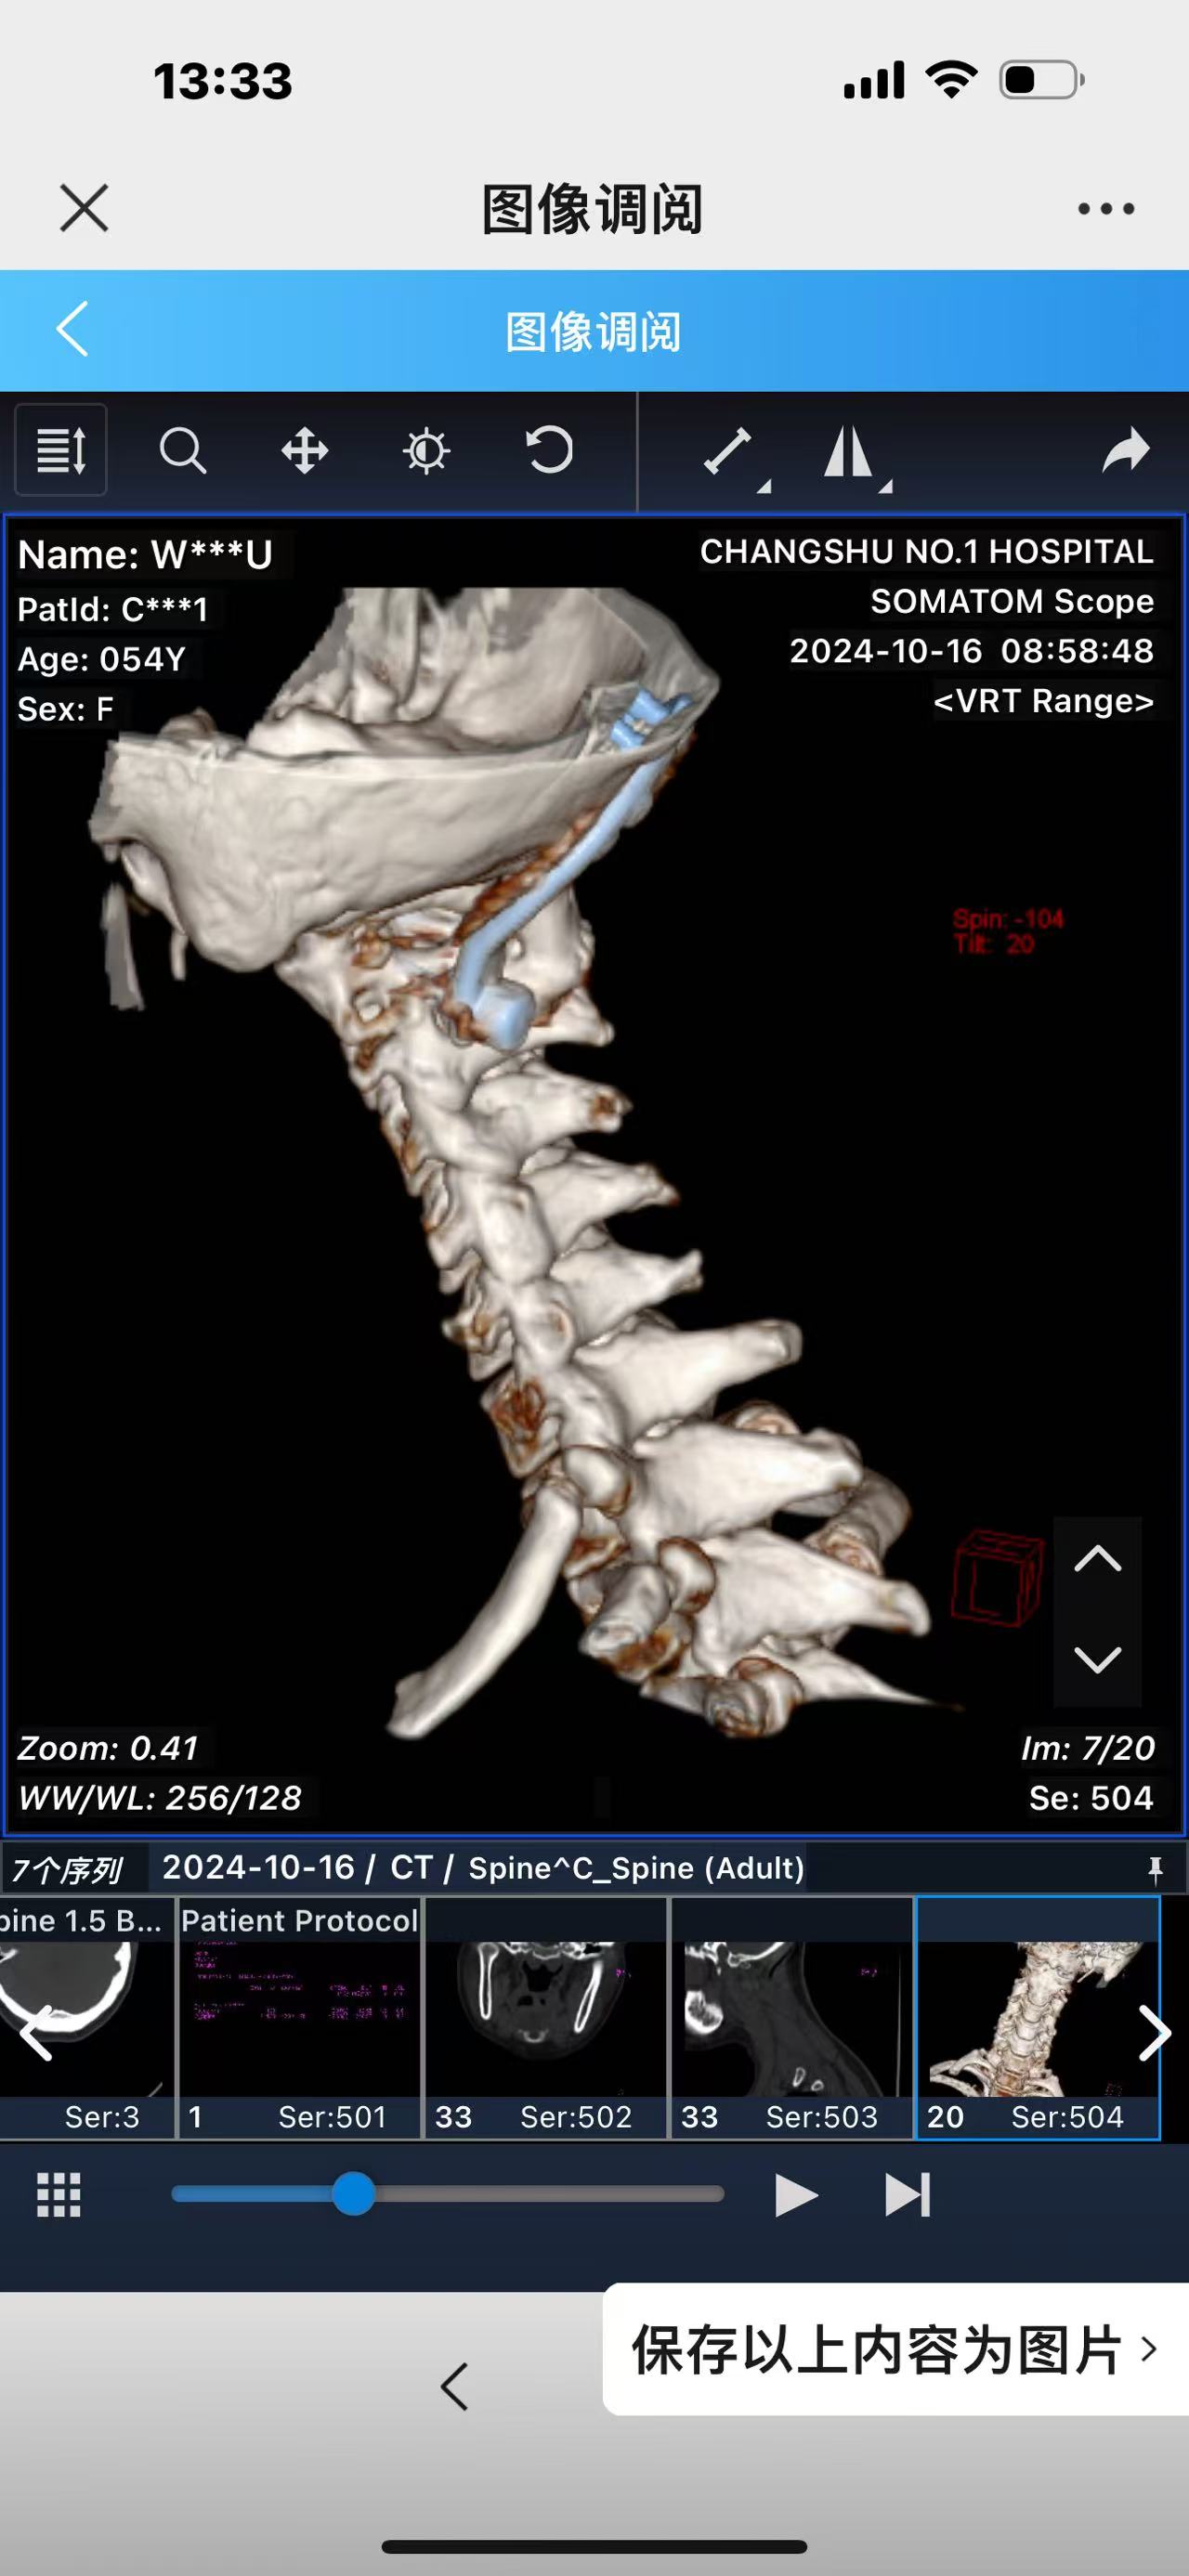 13:33
图像调阅
图像调阅
Name: W***U
PatId: C***1
Age: 054Y
Sex: F
CHANGSHU NO.1 HOSPITAL
SOMATOM Scope
2024-10-16 08:58:48
<VRT Range>
Spin: -104
Tilt: 20
Zoom: 0.41
WW/WL: 256/128
Im: 7/20
Se: 504
7个序列 2024-10-16 / CT / Spine^C_Spine (Adult)
pine 1.5 B... Patient Protocol
Ser:3 1 Ser:501 33 Ser:502 33 Ser:503 20 Ser:504
保存以上内容为图片